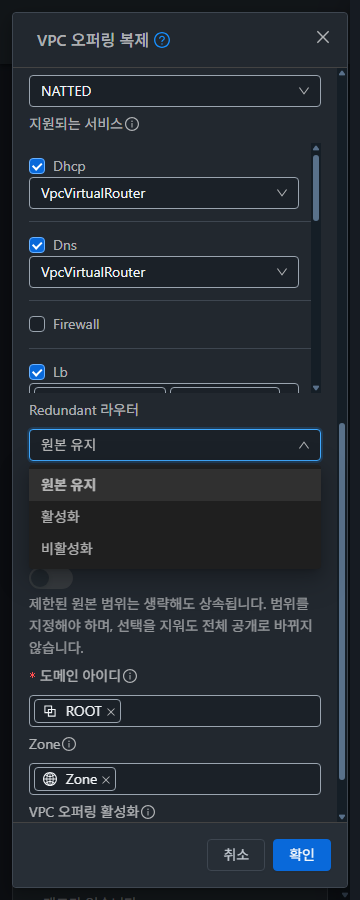 VPC 오퍼링 복제
NATTED
지원되는 서비스
Dhcp
VpcVirtualRouter
Dns
VpcVirtualRouter
Firewall
Lb
Redundant 라우터
원본 유지
원본 유지
활성화
비활성화
제한된 원본 범위는 생략해도 상속됩니다. 범위를
지정해야 하며, 선택을 지워도 전체 공개로 바뀌지
않습니다.
* 도메인 아이디
ROOT
Zone
Zone
VPC 오퍼링 활성화
취소 확인